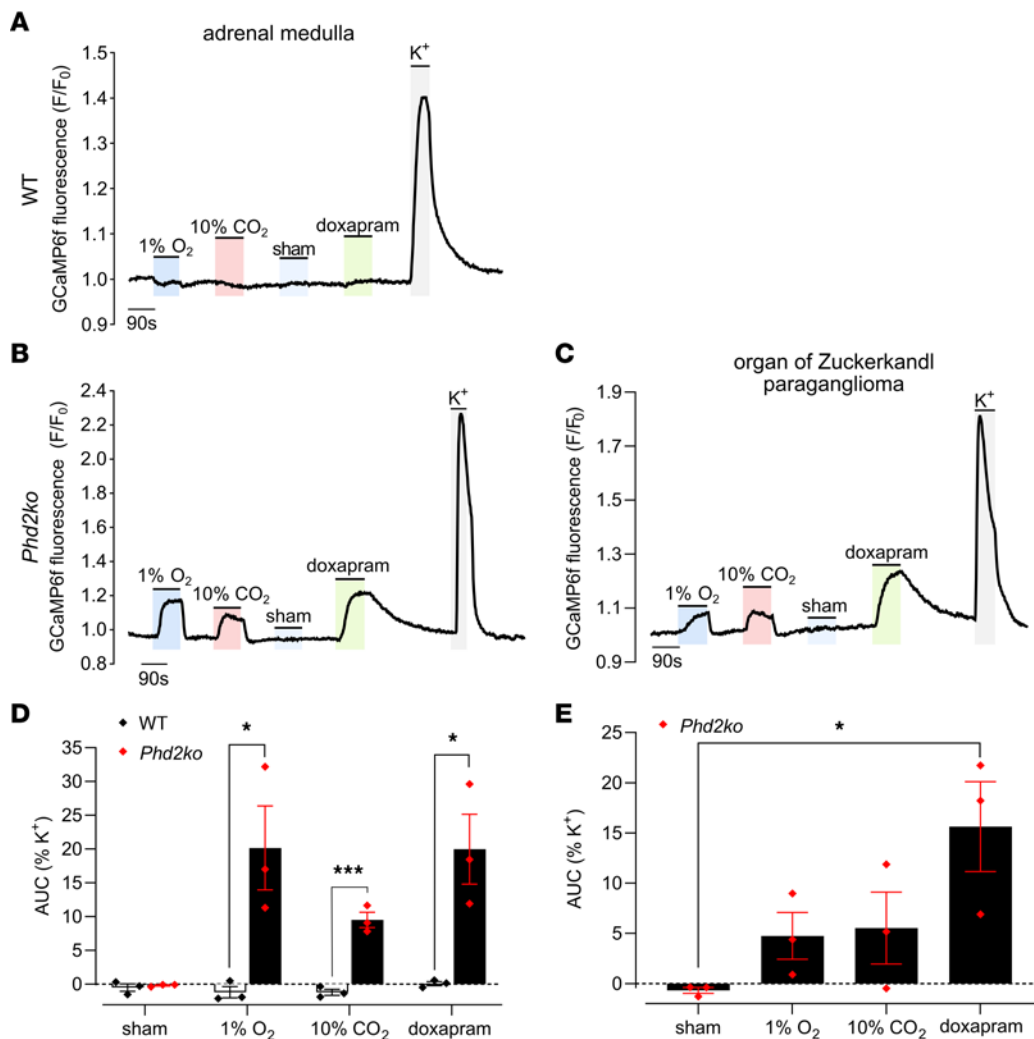 A
adrenal medulla
WT
GCaMP6f fluorescence (F/F₀)
1.5
1.4
1.3
1.2
1.1
1.0
0.9
1% O₂
10% CO₂
sham
doxapram
K⁺
90s
B
Phd2ko
GCaMP6f fluorescence (F/F₀)
2.4
2.2
2.0
1.8
1.6
1.4
1.2
1.0
0.8
1% O₂
10% CO₂
sham
doxapram
K⁺
90s
C
organ of Zuckerkandl
paraganglioma
GCaMP6f fluorescence (F/F₀)
1.9
1.7
1.5
1.3
1.1
0.9
1% O₂
10% CO₂
sham
doxapram
K⁺
90s
D
WT
Phd2ko
AUC (% K⁺)
35
30
25
20
15
10
5
0
*
***
*
sham
1% O₂
10% CO₂
doxapram
E
Phd2ko
AUC (% K⁺)
25
20
15
10
5
0
*
sham
1% O₂
10% CO₂
doxapram